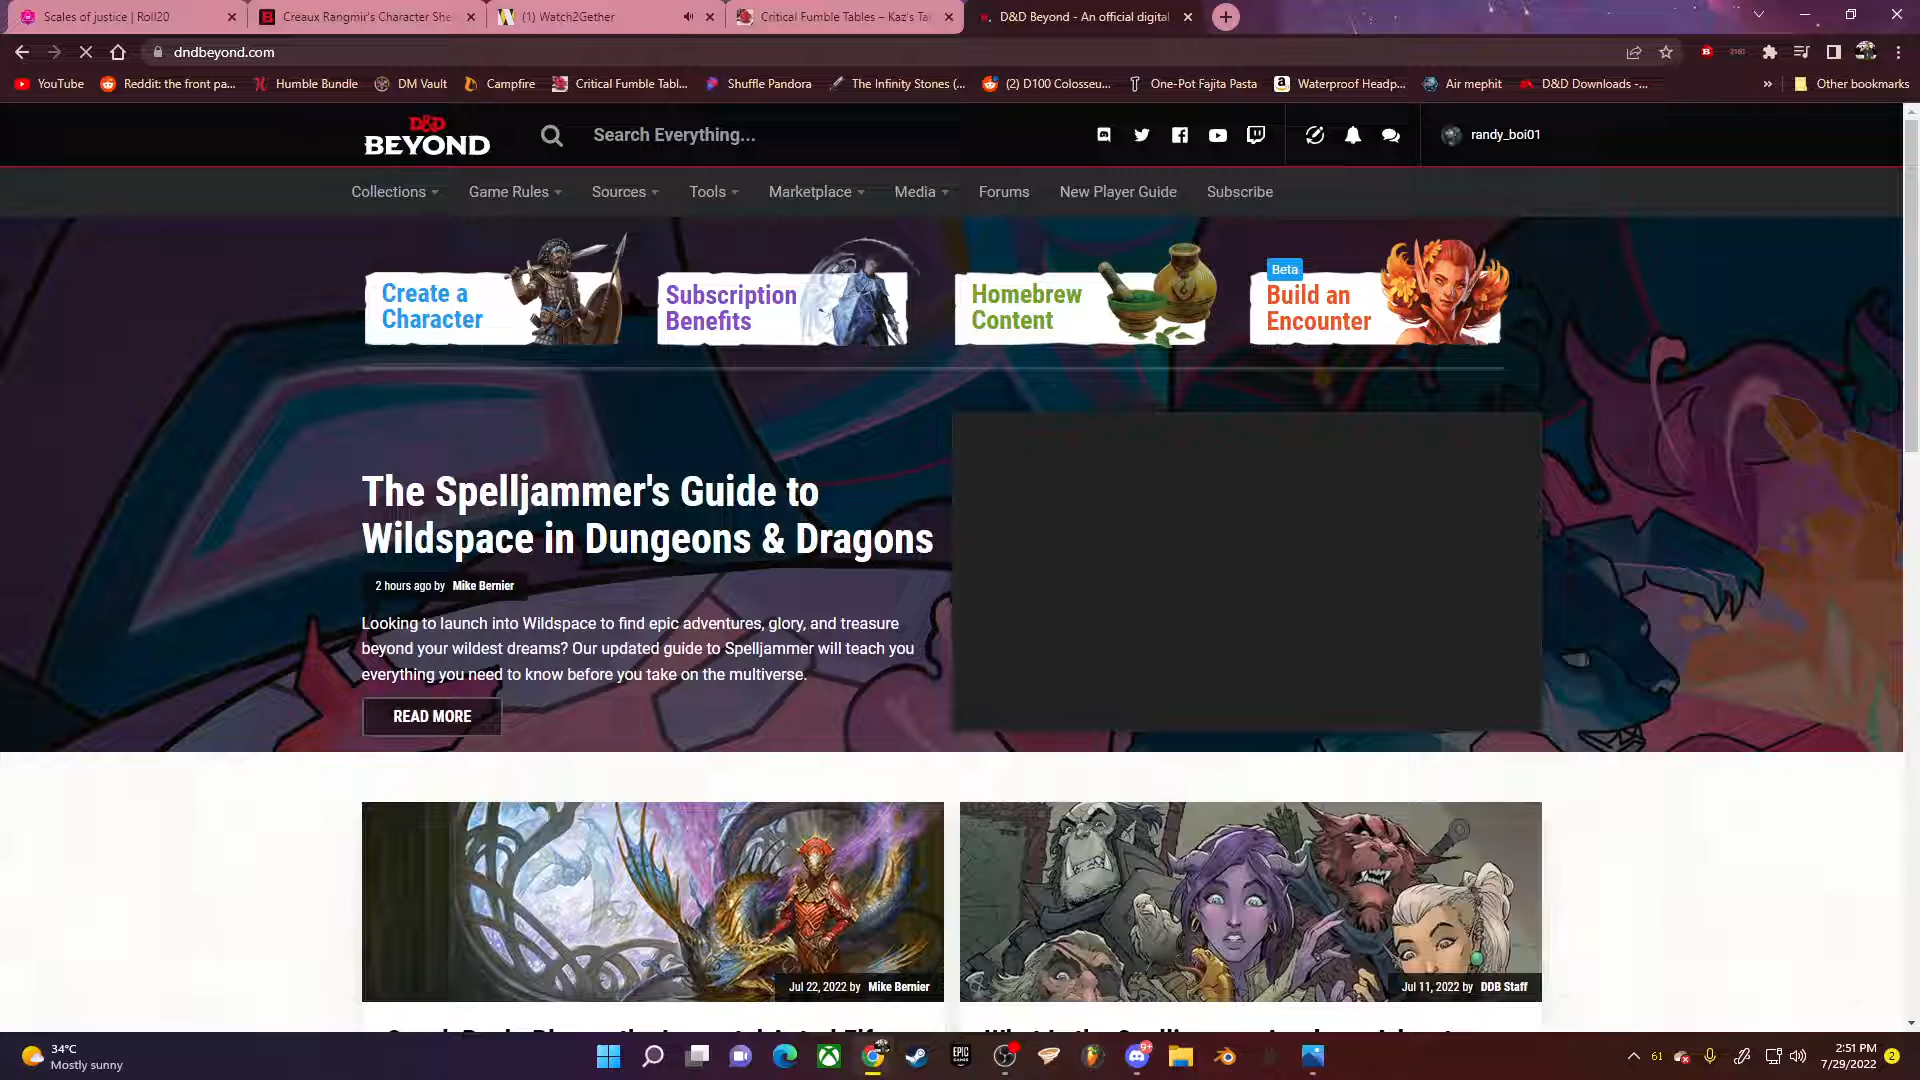 Scales of justice | Roll20
Creaux Rangmir's Character She
(1) Watch2Gether
Critical Fumble Tables – Kaz's Ta
D&D Beyond - An official digital
dndbeyond.com
YouTube
Reddit: the front pa...
Humble Bundle
DM Vault
Campfire
Critical Fumble Tabl...
Shuffle Pandora
The Infinity Stones (...
(2) D100 Colosseu...
One-Pot Fajita Pasta
Waterproof Headp...
Air mephit
D&D Downloads -...
»
Other bookmarks
D&D
BEYOND
Search Everything...
randy_boi01
Collections
Game Rules
Sources
Tools
Marketplace
Media
Forums
New Player Guide
Subscribe
Create a
Character
Subscription
Benefits
Homebrew
Content
Beta
Build an
Encounter
The Spelljammer's Guide to
Wildspace in Dungeons & Dragons
2 hours ago by Mike Bernier
Looking to launch into Wildspace to find epic adventures, glory, and treasure
beyond your wildest dreams? Our updated guide to Spelljammer will teach you
everything you need to know before you take on the multiverse.
READ MORE
Jul 22, 2022 by Mike Bernier
Jul 11, 2022 by DDB Staff
34°C
Mostly sunny
EPIC
GAMES
9+
61
2:51 PM
7/29/2022
2